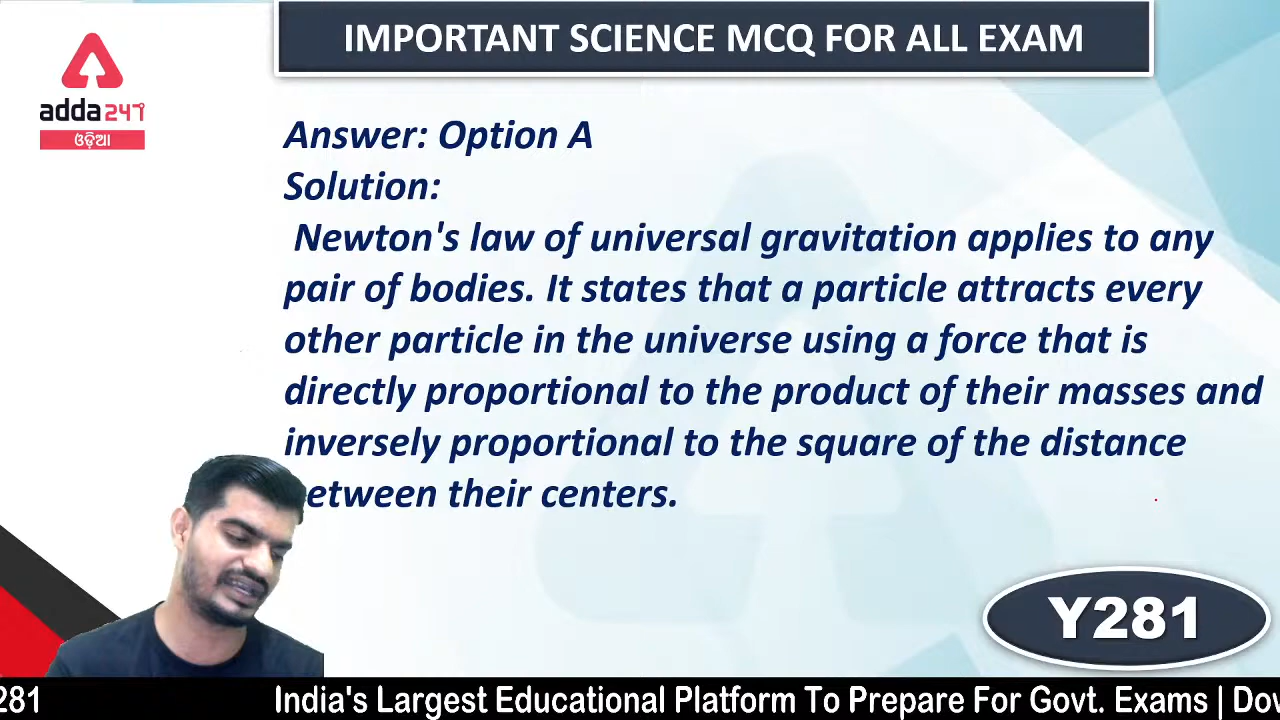 IMPORTANT SCIENCE MCQ FOR ALL EXAM
adda247
ଓଡ଼ିଆ
Answer: Option A
Solution:
Newton's law of universal gravitation applies to any
pair of bodies. It states that a particle attracts every
other particle in the universe using a force that is
directly proportional to the product of their masses and
inversely proportional to the square of the distance
etween their centers.
Y281
281 India's Largest Educational Platform To Prepare For Govt. Exams | Dow